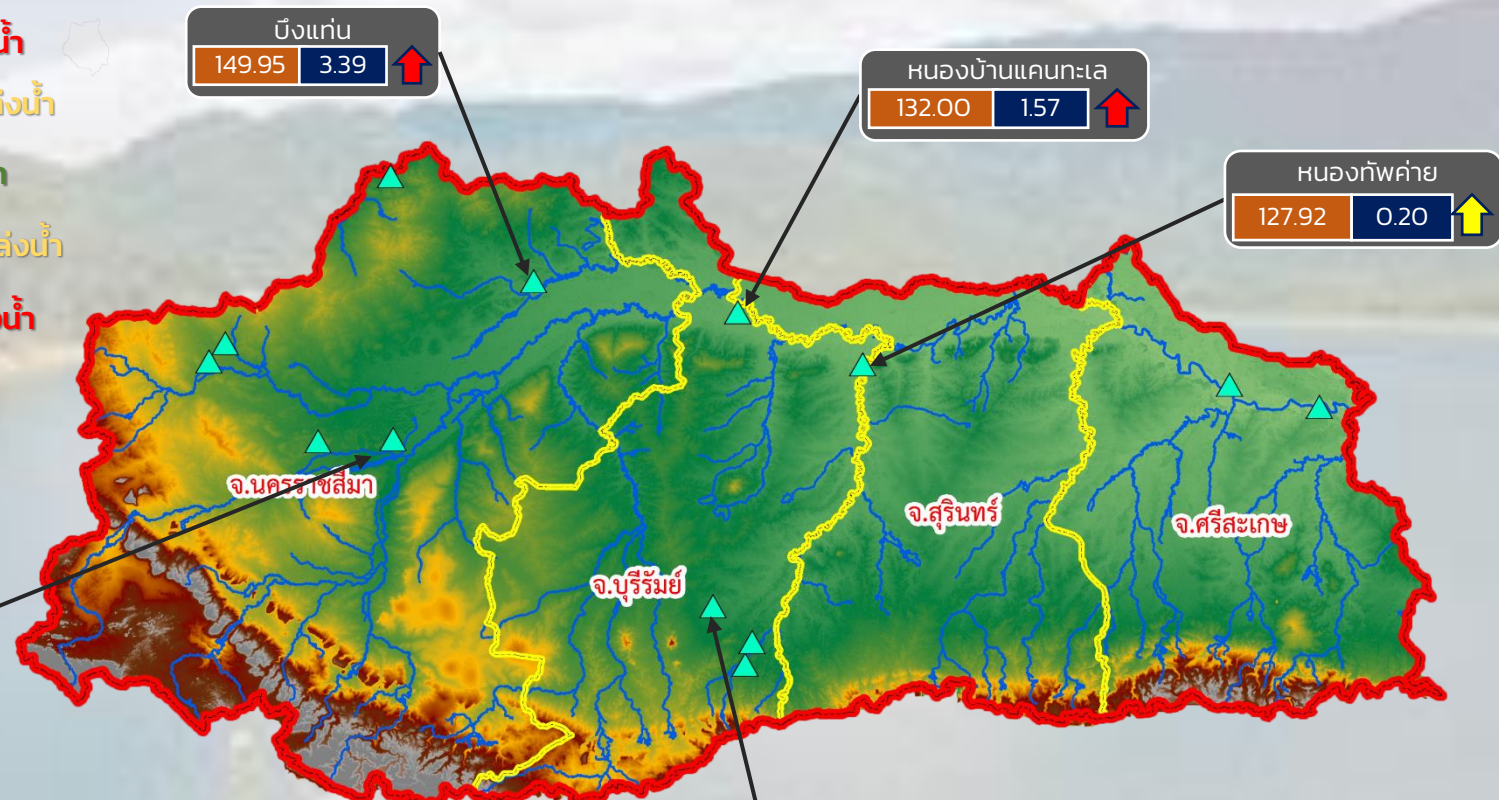 บึงแท่น
149.95 3.39
หนองบ้านแคนทะเล
132.00 1.57
หนองทัพค่าย
127.92 0.20
จ.นครราชสีมา
จ.สุรินทร์
จ.ศรีสะเกษ
จ.บุรีรัมย์